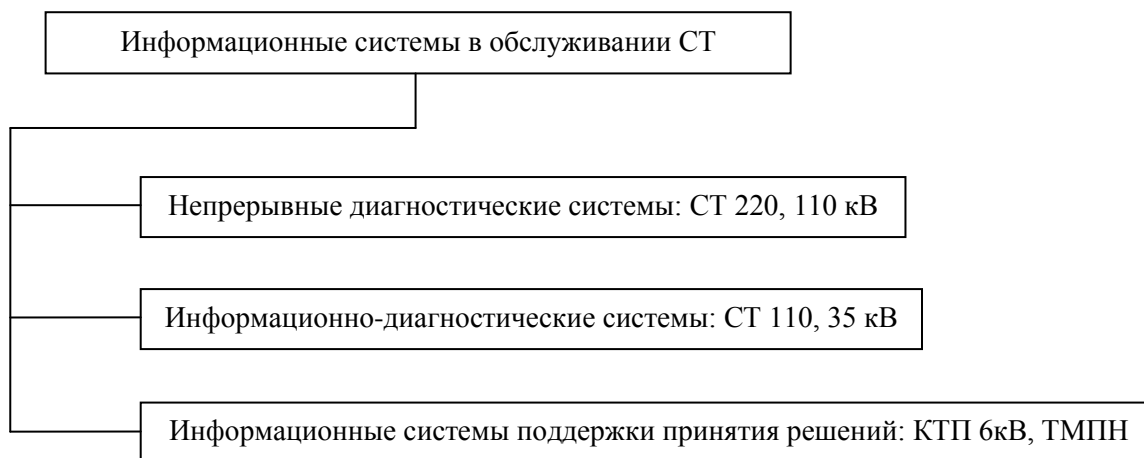 Информационные системы в обслуживании СТ
Непрерывные диагностические системы: СТ 220, 110 кВ
Информационно-диагностические системы: СТ 110, 35 кВ
Информационные системы поддержки принятия решений: КТП 6кВ, ТМПН